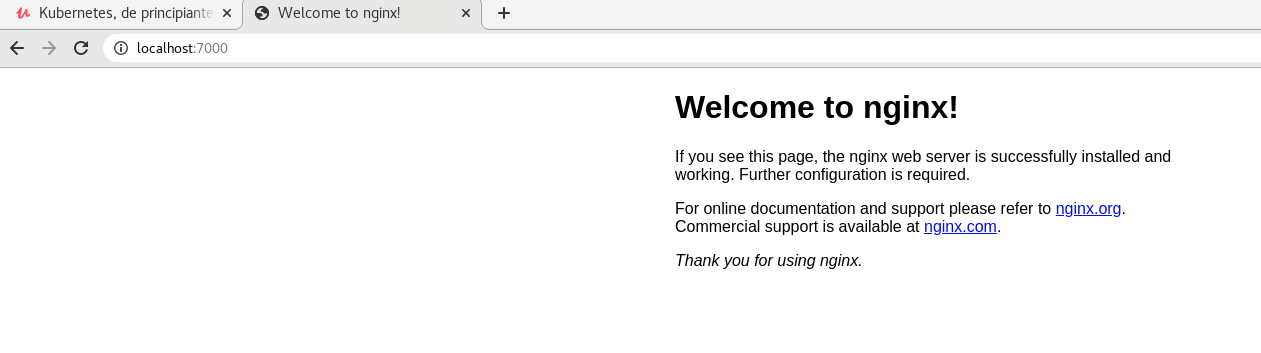 Kubernetes, de principiante
Welcome to nginx!
localhost:7000
Welcome to nginx!
If you see this page, the nginx web server is successfully installed and
working. Further configuration is required.
For online documentation and support please refer to nginx.org.
Commercial support is available at nginx.com.
Thank you for using nginx.